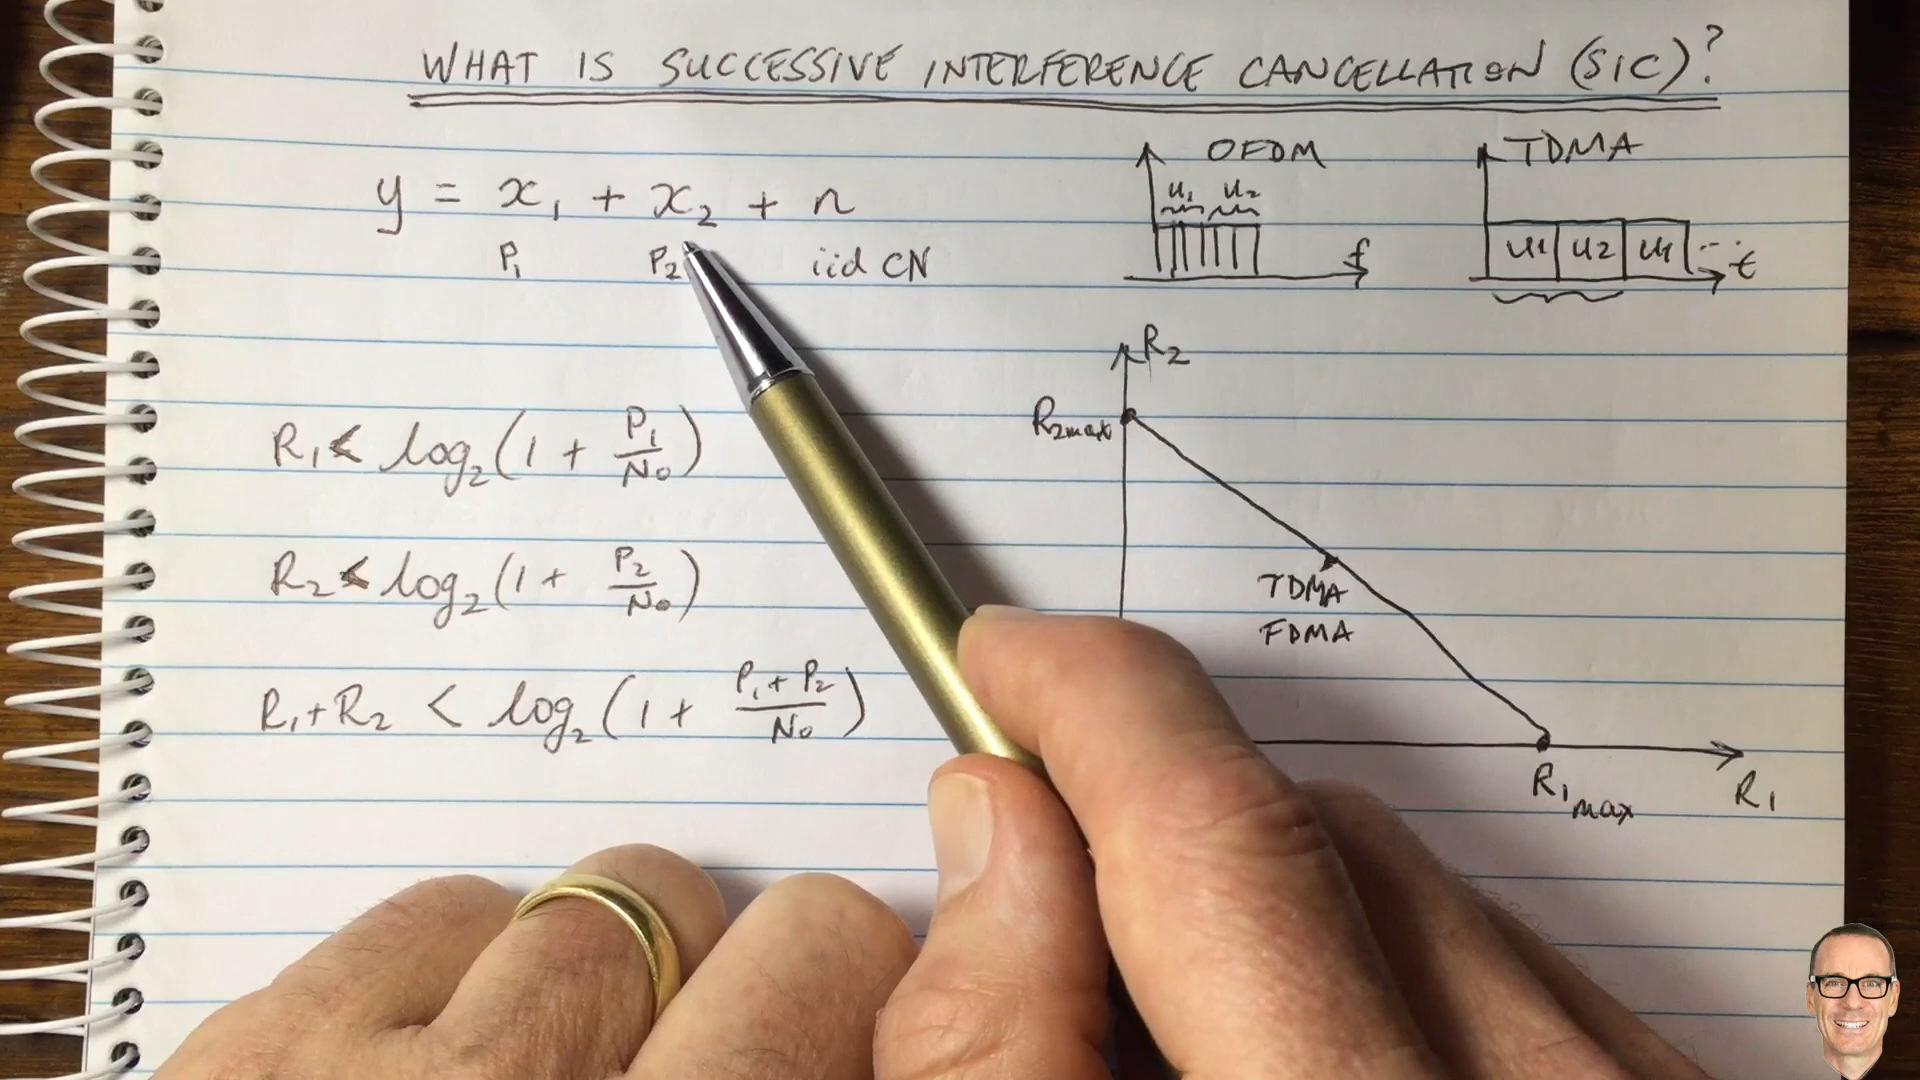 WHAT IS SUCCESSIVE INTERFERENCE CANCELLATION (SIC)?
y = x₁ + x₂ + n
P₁ P₂ iid CN
OFDM
u₁ u₂
f
TDMA
u1 u2 u1 ...
t
R₁ < log₂(1 + P₁/N₀)
R₂ < log₂(1 + P₂/N₀)
R₁+R₂ < log₂(1 + P₁+P₂/N₀)
R₂
R₂max
TDMA
FDMA
R₁max
R₁